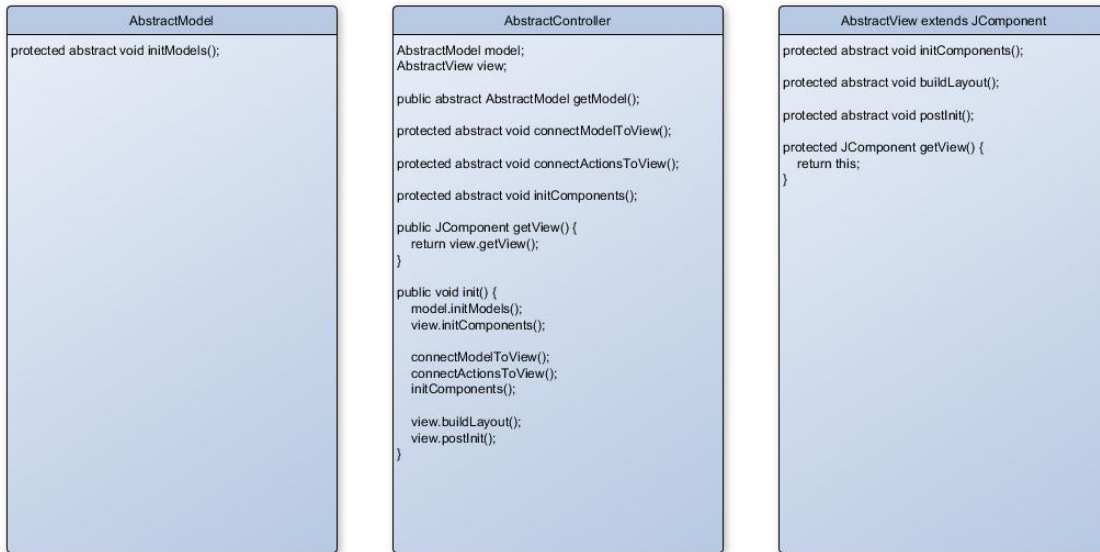 AbstractModel
protected abstract void initModels();
AbstractController
AbstractModel model;
AbstractView view;
public abstract AbstractModel getModel();
protected abstract void connectModelToView();
protected abstract void connectActionsToView();
protected abstract void initComponents();
public JComponent getView() {
return view.getView();
}
public void init() {
model.initModels();
view.initComponents();
connectModelToView();
connectActionsToView();
initComponents();
view.buildLayout();
view.postInit();
}
AbstractView extends JComponent
protected abstract void initComponents();
protected abstract void buildLayout();
protected abstract void postInit();
protected JComponent getView() {
return this;
}